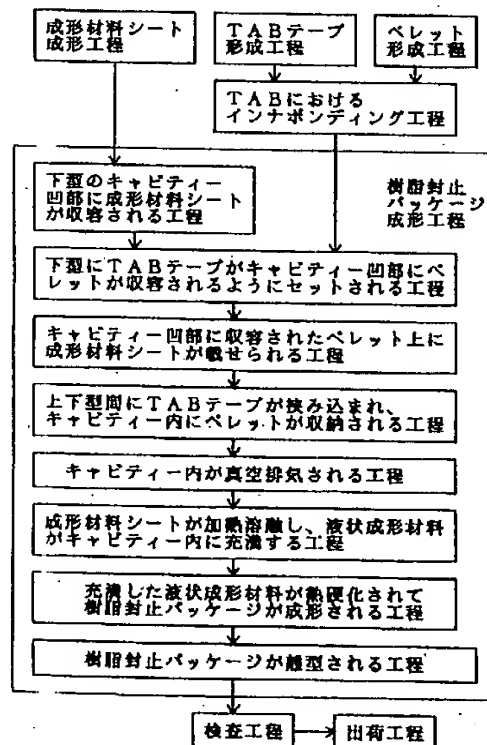 成形材料シート
成形工程
TABテープ
形成工程
ペレット
形成工程
TABにおける
インナボンディング工程
樹脂封止
パッケージ
成形工程
下型のキャビティー
凹部に成形材料シート
が収容される工程
下型にTABテープがキャビティー凹部にペ
レットが収容されるようにセットされる工程
キャビティー凹部に収容されたペレット上に
成形材料シートが載せられる工程
上下型間にTABテープが挟み込まれ、
キャビティー内にペレットが収納される工程
キャビティー内が真空排気される工程
成形材料シートが加熱溶融し、液状成形材料
がキャビティー内に充満する工程
充満した液状成形材料が熱硬化されて
樹脂封止パッケージが成形される工程
樹脂封止パッケージが離型される工程
検査工程
出荷工程